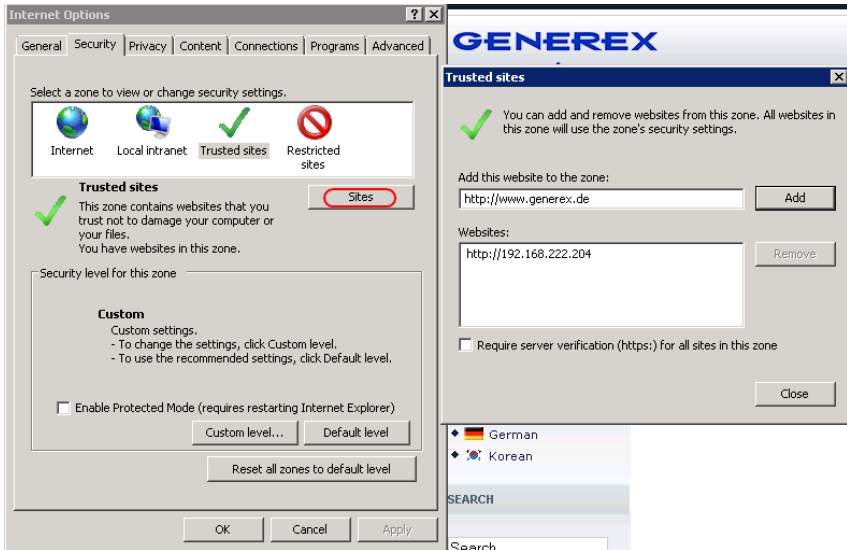 Internet Options
General Security Privacy Content Connections Programs Advanced
Select a zone to view or change security settings.
Internet Local intranet Trusted sites Restricted
sites
Trusted sites
Sites
This zone contains websites that you
trust not to damage your computer or
your files.
You have websites in this zone.
Security level for this zone
Custom
Custom settings.
- To change the settings, click Custom level.
- To use the recommended settings, click Default level.
Enable Protected Mode (requires restarting Internet Explorer)
Custom level... Default level
Reset all zones to default level
OK Cancel Apply
GENEREX
Trusted sites
You can add and remove websites from this zone. All websites in
this zone will use the zone's security settings.
Add this website to the zone:
http://www.generex.de Add
Websites:
http://192.168.222.204 Remove
Require server verification (https:) for all sites in this zone
Close
German
Korean
SEARCH
Search